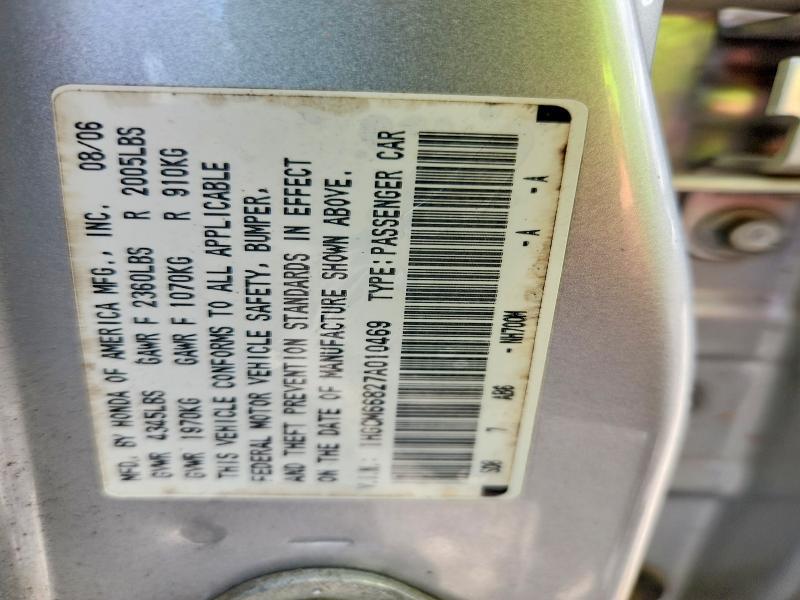 MFD. BY HONDA OF AMERICA MFG., INC. 08/06
GVWR 4345LBS GAWR F 2360LBS R 2005LBS
GVWR 1970KG GAWR F 1070KG R 910KG
THIS VEHICLE CONFORMS TO ALL APPLICABLE
FEDERAL MOTOR VEHICLE SAFETY, BUMPER,
AND THEFT PREVENTION STANDARDS IN EFFECT
ON THE DATE OF MANUFACTURE SHOWN ABOVE.
V.I.N.: 1HGCM66827A010469 TYPE: PASSENGER CAR
SDR 7 AB6 - NH700M - A - A